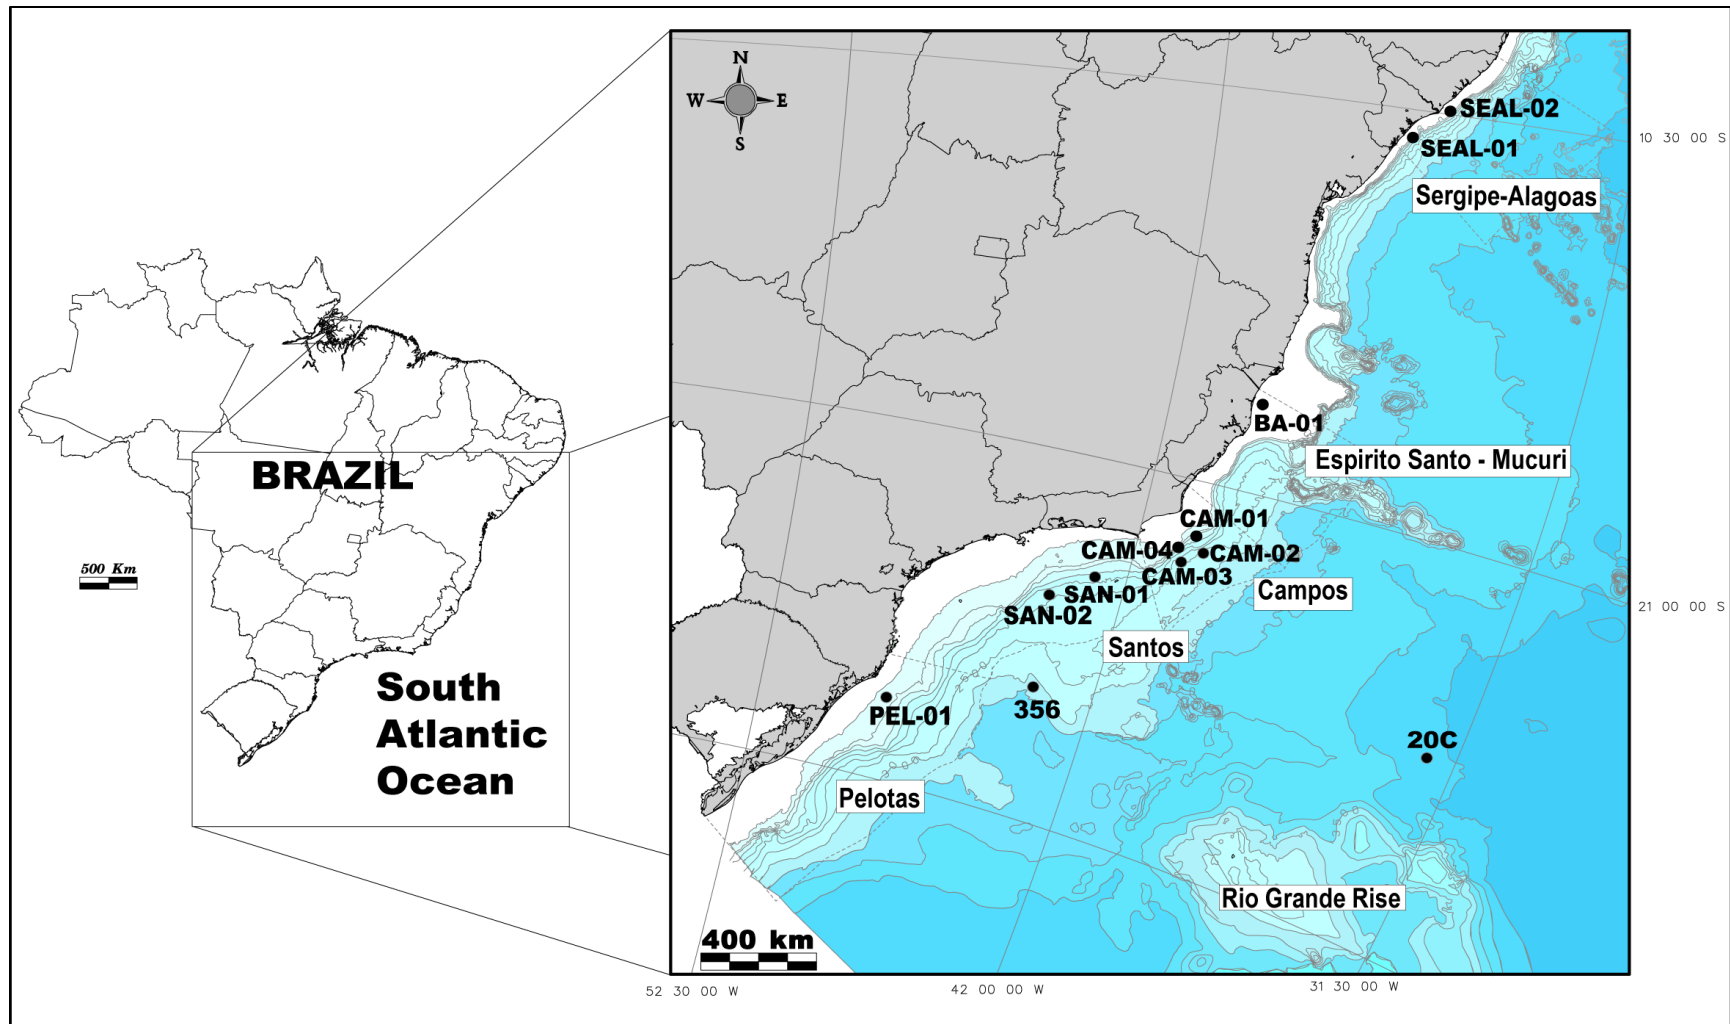 BRAZIL
500 Km
South
Atlantic
Ocean
N
W E
S
SEAL-02
SEAL-01
10 30 00 S
Sergipe-Alagoas
BA-01
Espirito Santo - Mucuri
CAM-01
CAM-04
CAM-02
CAM-03
Campos
SAN-01
SAN-02
21 00 00 S
Santos
PEL-01
356
20C
Pelotas
Rio Grande Rise
400 km
52 30 00 W
42 00 00 W
31 30 00 W